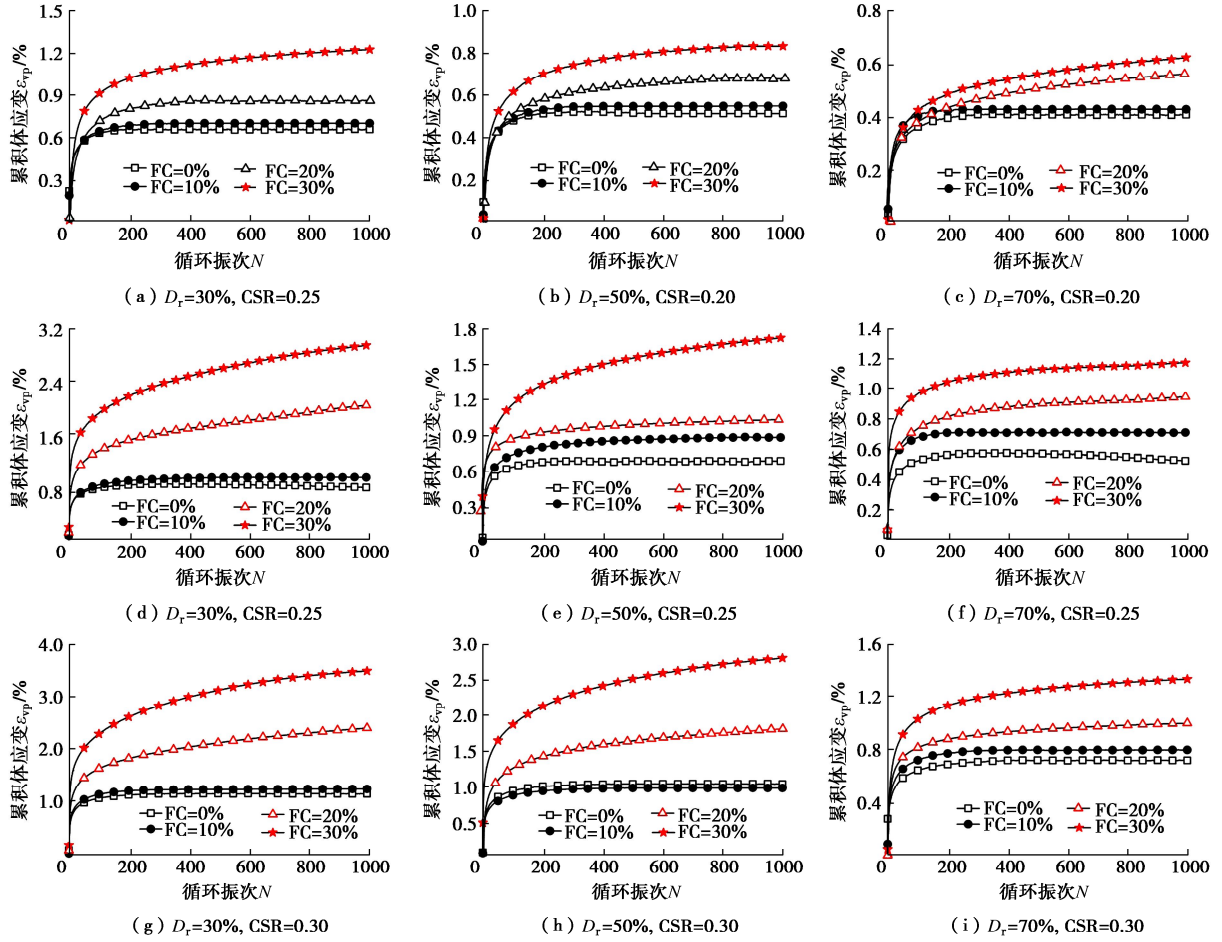 累积体应变εvp/%
1.5
1.2
0.9
0.6
0.3
0
200
400
600
800
1000
FC=0%
FC=10%
FC=20%
FC=30%
循环振次N
(a) Dr=30%, CSR=0.25
累积体应变εvp/%
1.0
0.8
0.6
0.4
0.2
0
200
400
600
800
1000
FC=0%
FC=10%
FC=20%
FC=30%
循环振次N
(b) Dr=50%, CSR=0.20
累积体应变εvp/%
0.8
0.6
0.4
0.2
0
200
400
600
800
1000
FC=0%
FC=10%
FC=20%
FC=30%
循环振次N
(c) Dr=70%, CSR=0.20
累积体应变εvp/%
3.2
2.4
1.6
0.8
0
200
400
600
800
1000
FC=0%
FC=10%
FC=20%
FC=30%
循环振次N
(d) Dr=30%, CSR=0.25
累积体应变εvp/%
1.8
1.5
1.2
0.9
0.6
0.3
0
200
400
600
800
1000
FC=0%
FC=10%
FC=20%
FC=30%
循环振次N
(e) Dr=50%, CSR=0.25
累积体应变εvp/%
1.4
1.2
1.0
0.8
0.6
0.4
0.2
0
200
400
600
800
1000
FC=0%
FC=10%
FC=20%
FC=30%
循环振次N
(f) Dr=70%, CSR=0.25
累积体应变εvp/%
4.0
3.0
2.0
1.0
0
200
400
600
800
1000
FC=0%
FC=10%
FC=20%
FC=30%
循环振次N
(g) Dr=30%, CSR=0.30
累积体应变εvp/%
3.0
2.5
2.0
1.5
1.0
0.5
0
200
400
600
800
1000
FC=0%
FC=10%
FC=20%
FC=30%
循环振次N
(h) Dr=50%, CSR=0.30
累积体应变εvp/%
1.6
1.2
0.8
0.4
0
200
400
600
800
1000
FC=0%
FC=10%
FC=20%
FC=30%
循环振次N
(i) Dr=70%, CSR=0.30